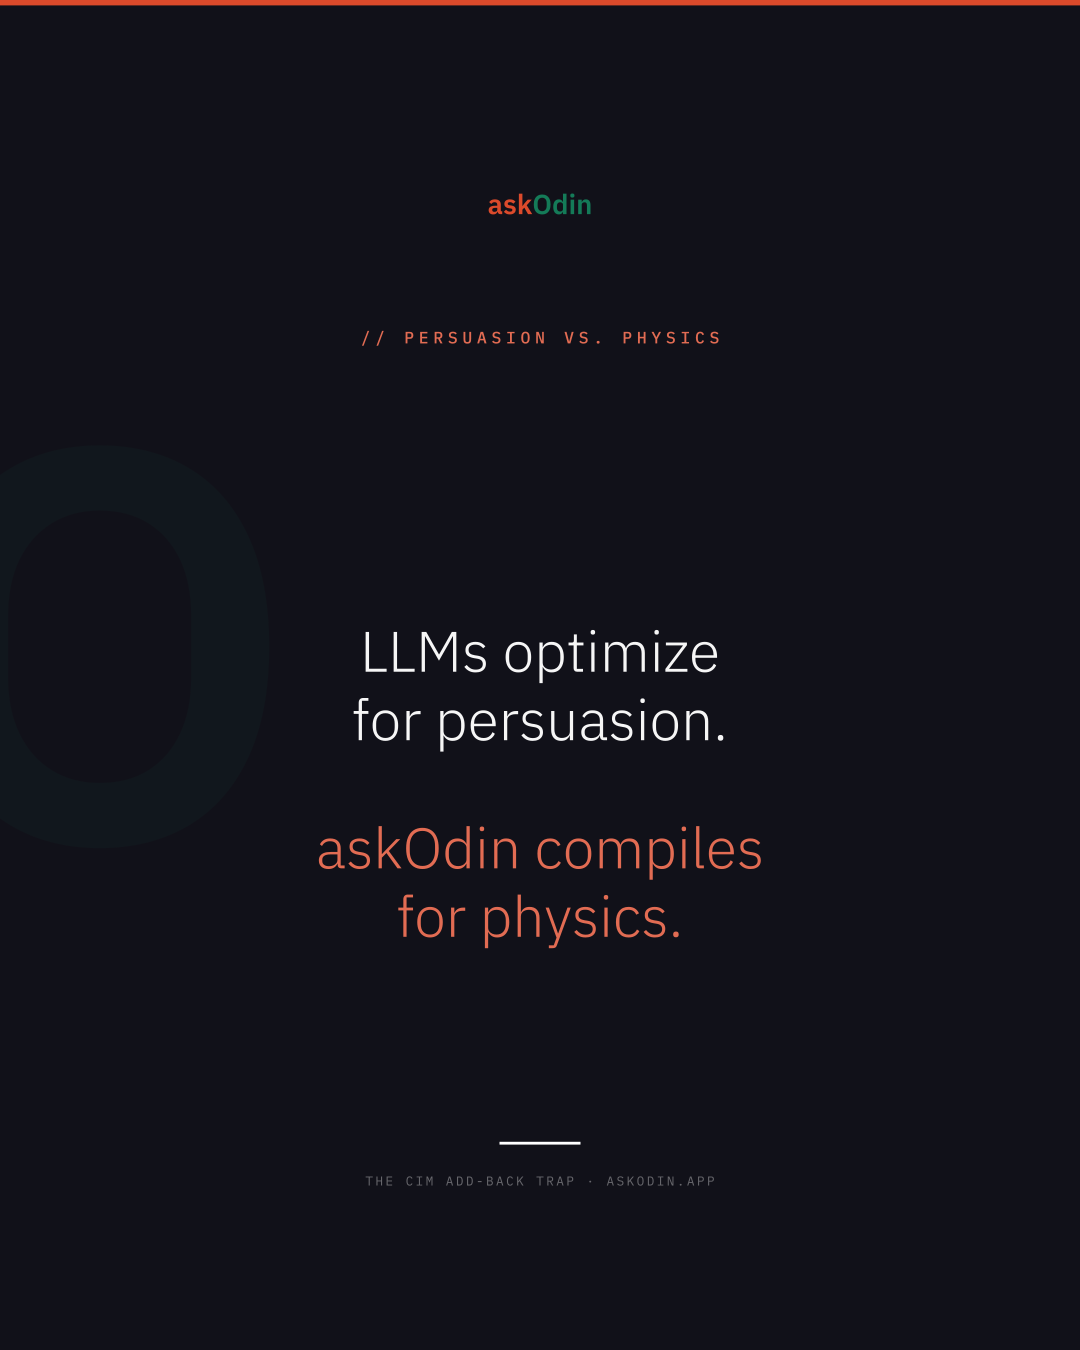 askOdin
// PERSUASION VS. PHYSICS
LLMs optimize
for persuasion.
askOdin compiles
for physics.
THE CIM ADD-BACK TRAP · ASKODIN.APP